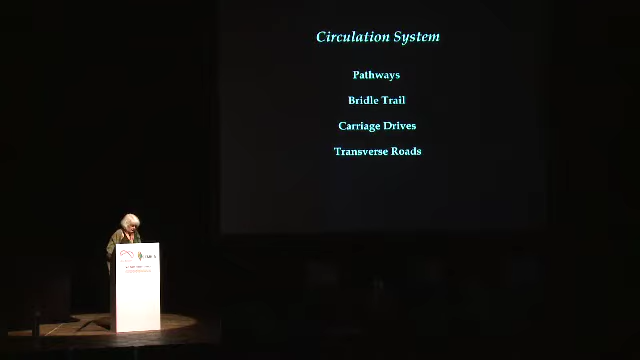 Circulation System
Pathways
Bridle Trail
Carriage Drives
Transverse Roads